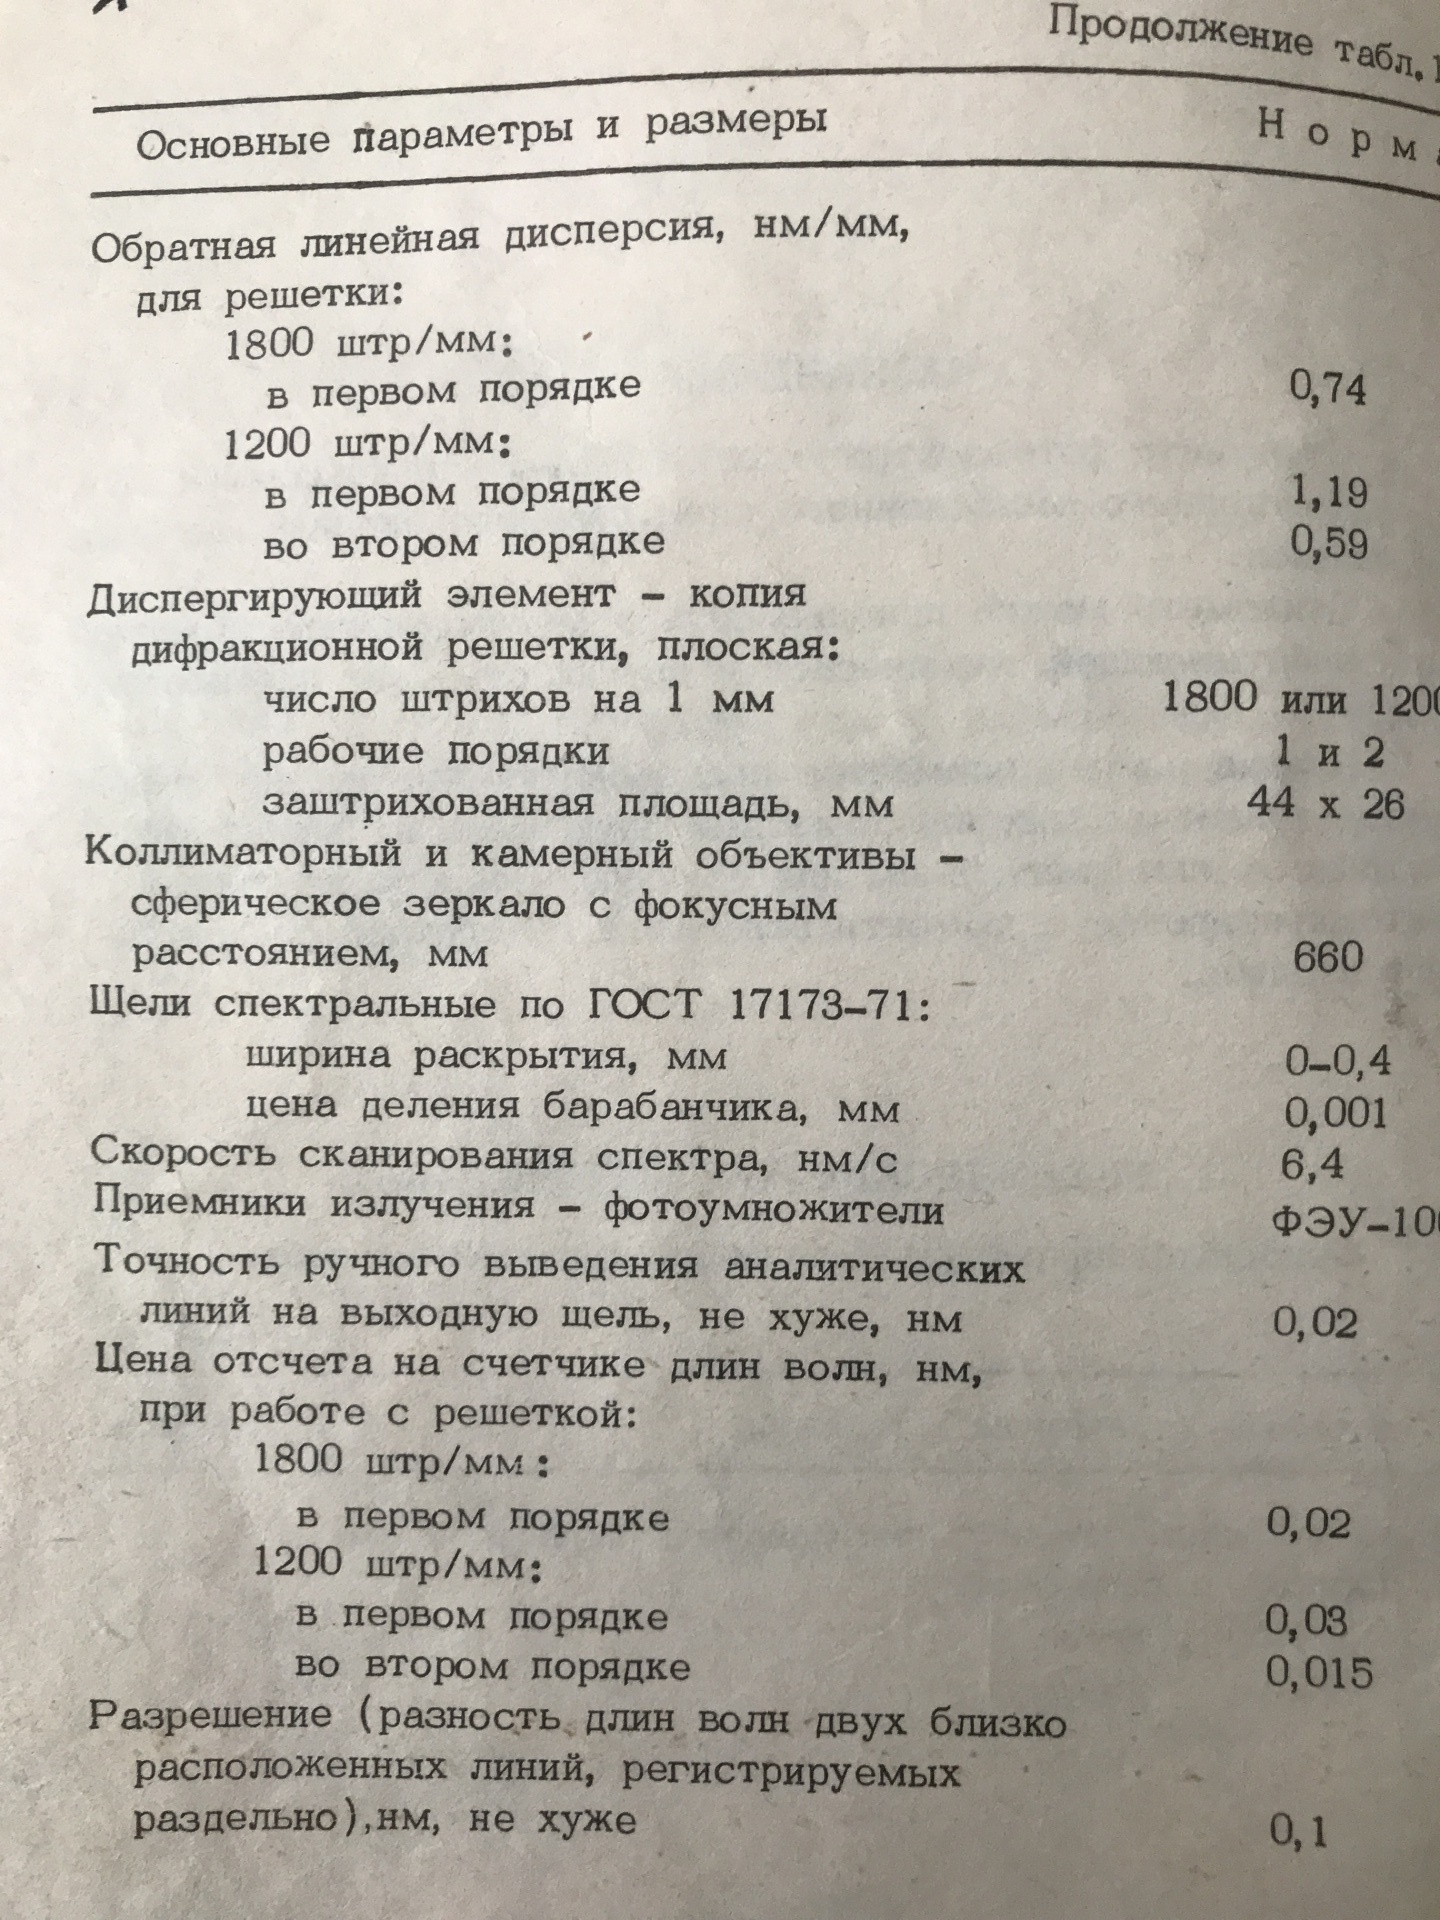 Продолжение табл.
Основные параметры и размеры Норма
Обратная линейная дисперсия, нм/мм,
для решетки:
1800 штр/мм:
в первом порядке 0,74
1200 штр/мм:
в первом порядке 1,19
во втором порядке 0,59
Диспергирующий элемент – копия
дифракционной решетки, плоская:
число штрихов на 1 мм 1800 или 1200
рабочие порядки 1 и 2
заштрихованная площадь, мм 44 х 26
Коллиматорный и камерный объективы –
сферическое зеркало с фокусным
расстоянием, мм 660
Щели спектральные по ГОСТ 17173–71:
ширина раскрытия, мм 0–0,4
цена деления барабанчика, мм 0,001
Скорость сканирования спектра, нм/с 6,4
Приемники излучения – фотоумножители ФЭУ–100
Точность ручного выведения аналитических
линий на выходную щель, не хуже, нм 0,02
Цена отсчета на счетчике длин волн, нм,
при работе с решеткой:
1800 штр/мм :
в первом порядке 0,02
1200 штр/мм:
в первом порядке 0,03
во втором порядке 0,015
Разрешение (разность длин волн двух близко
расположенных линий, регистрируемых
раздельно),нм, не хуже 0,1